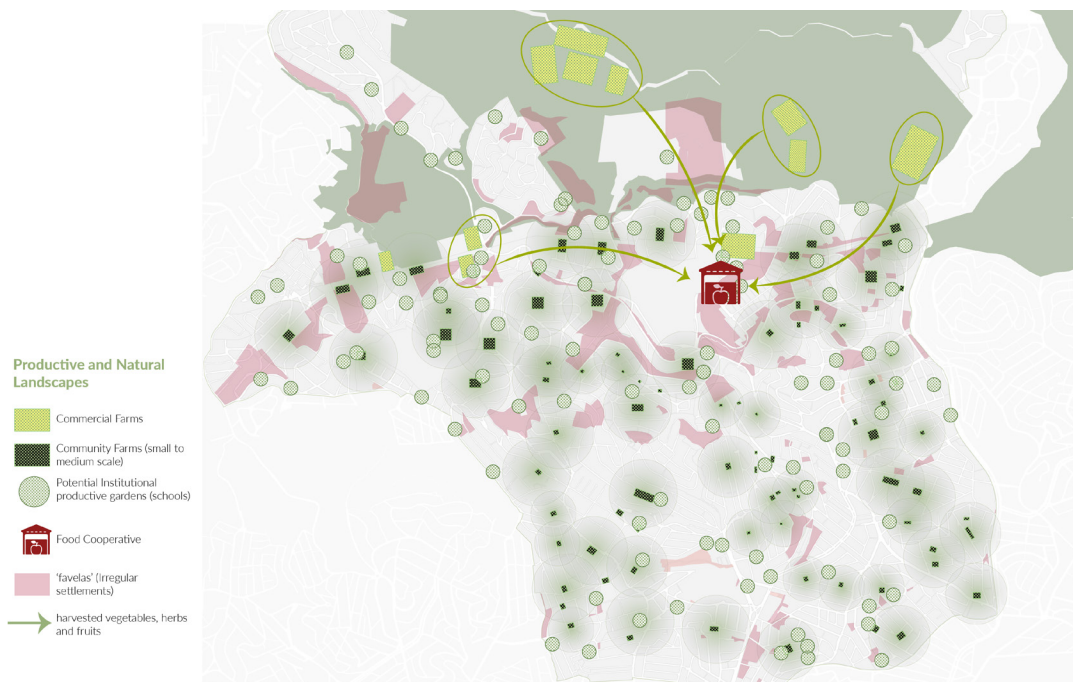 Productive and Natural
Landscapes
Commercial Farms
Community Farms (small to
medium scale)
Potential Institutional
productive gardens (schools)
Food Cooperative
'favelas' (Irregular
settlements)
harvested vegetables, herbs
and fruits